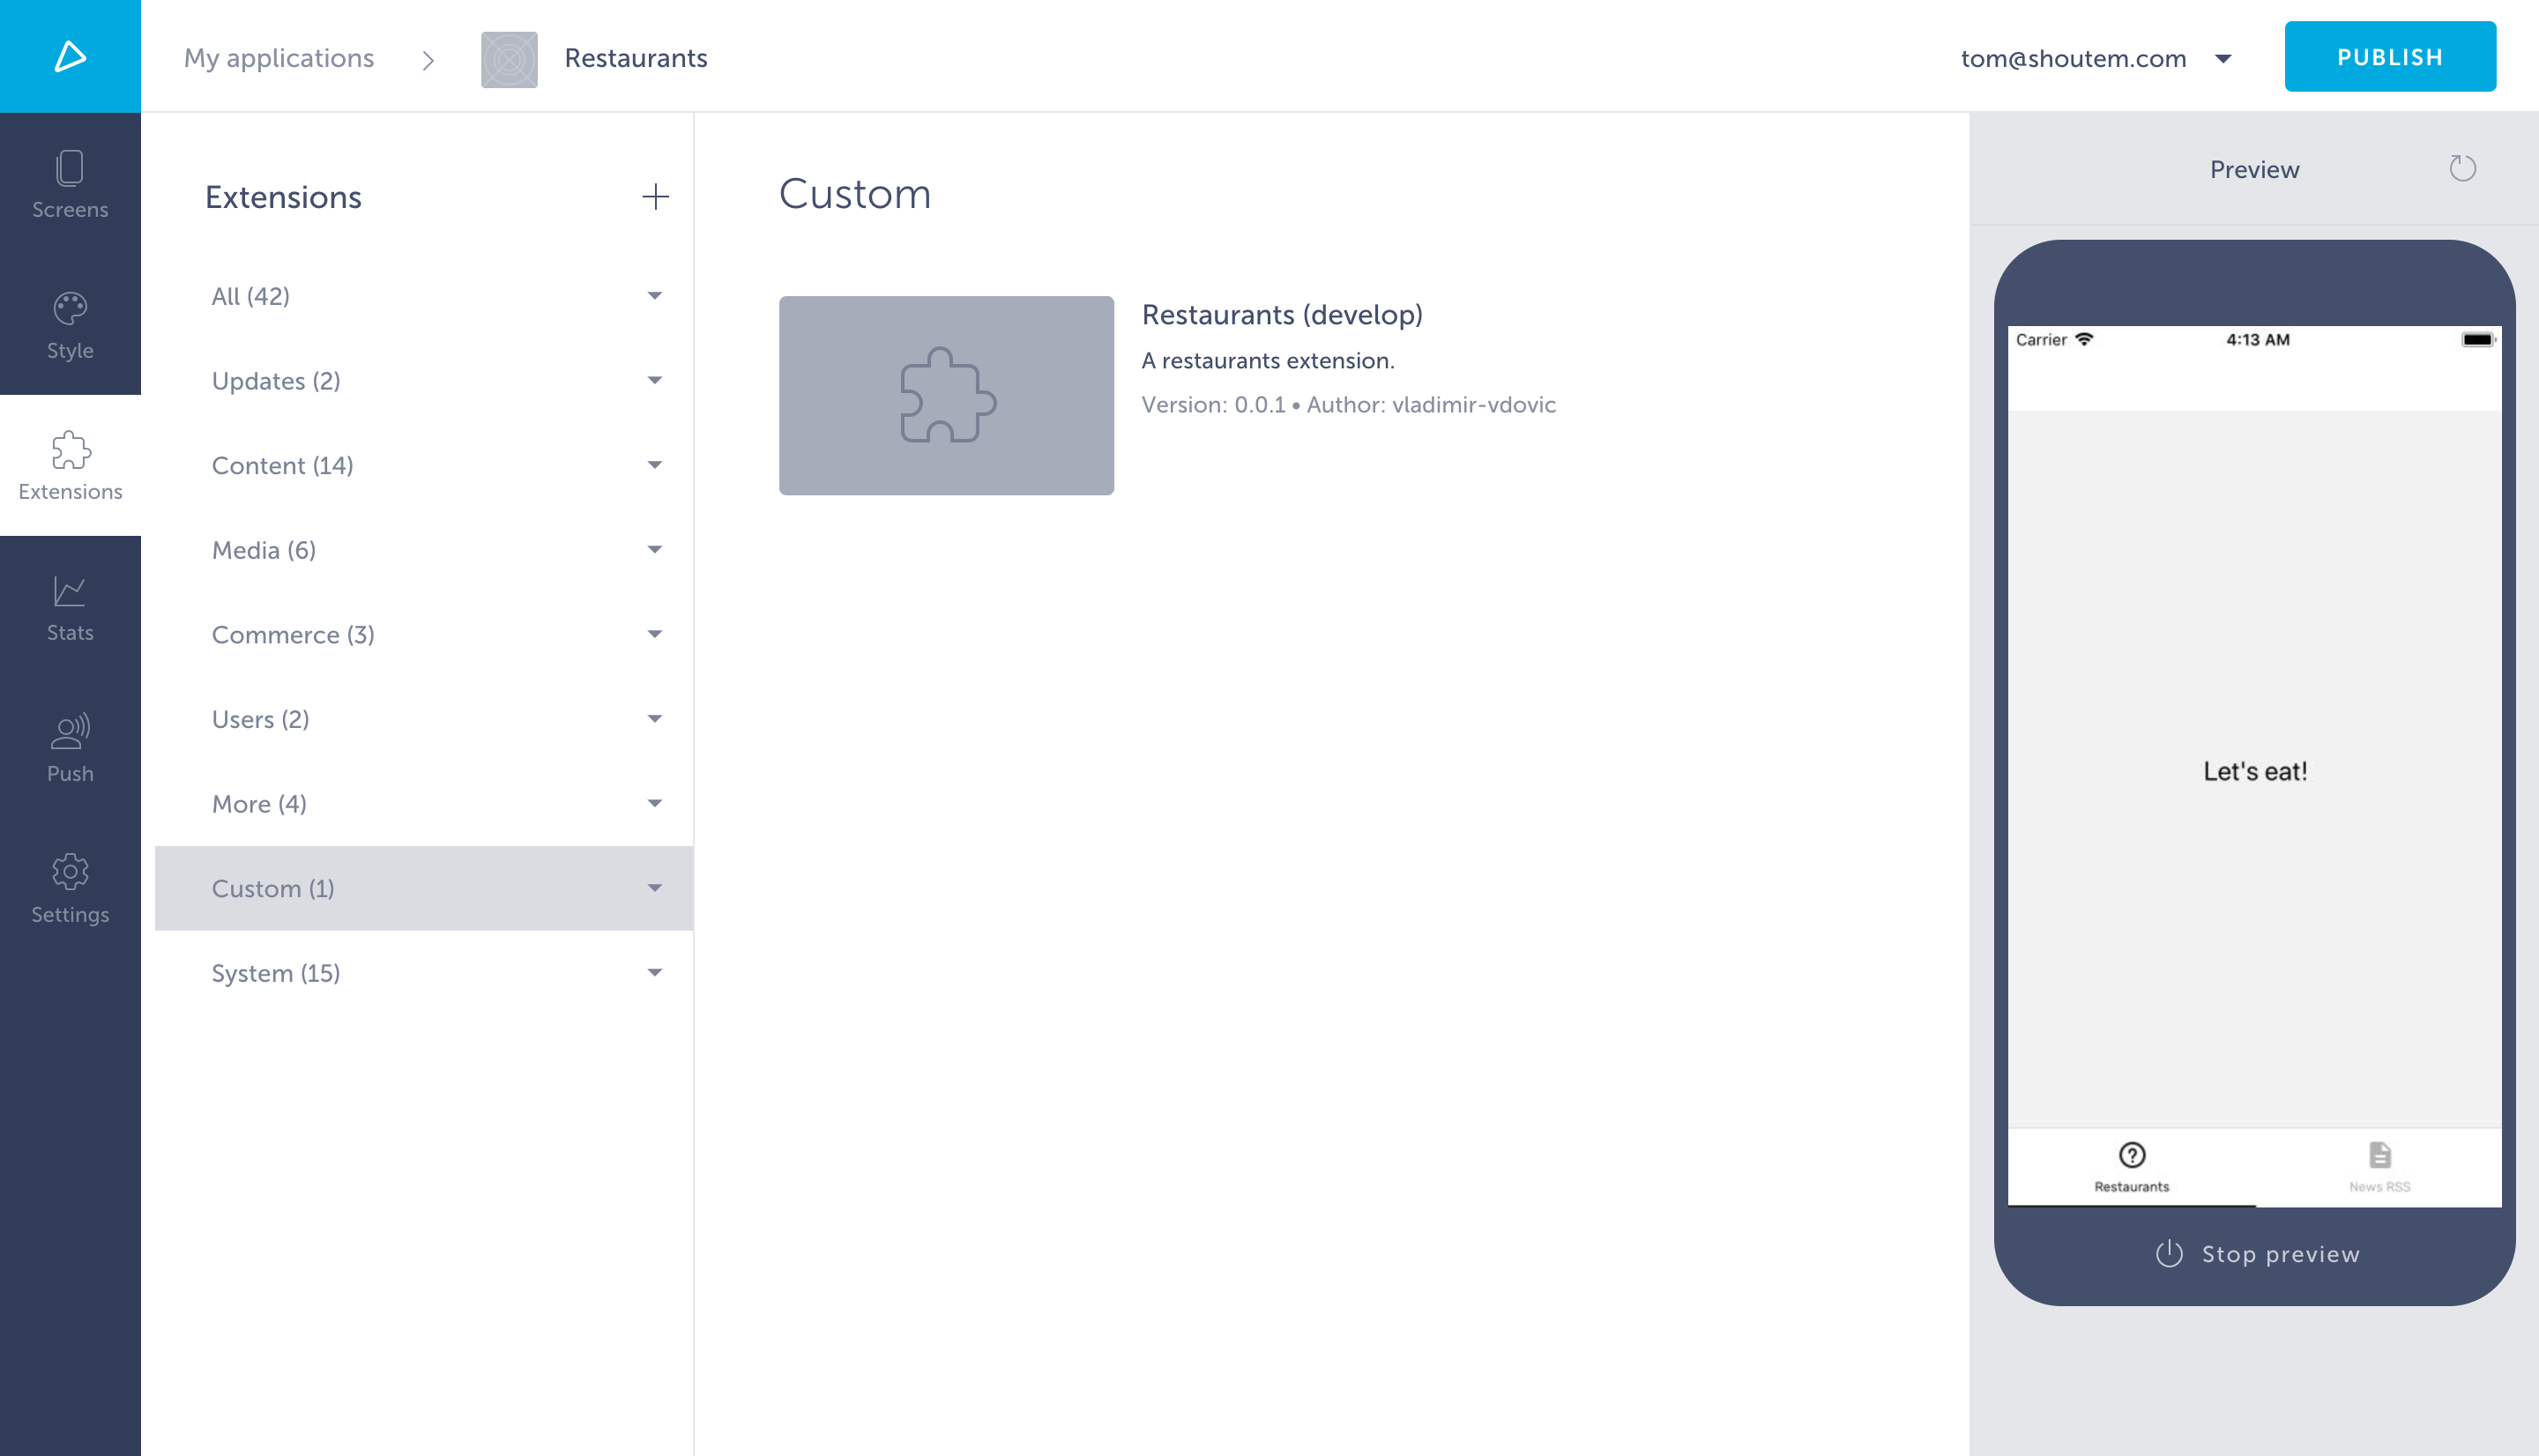 My applications
Restaurants
tom@shoutem.com
PUBLISH
Screens
Style
Extensions
Stats
Push
Settings
Extensions
All (42)
Updates (2)
Content (14)
Media (6)
Commerce (3)
Users (2)
More (4)
Custom (1)
System (15)
Custom
Restaurants (develop)
A restaurants extension.
Version: 0.0.1 • Author: vladimir-vdovic
Preview
Carrier 4:13 AM
Let's eat!
Restaurants
News RSS
Stop preview